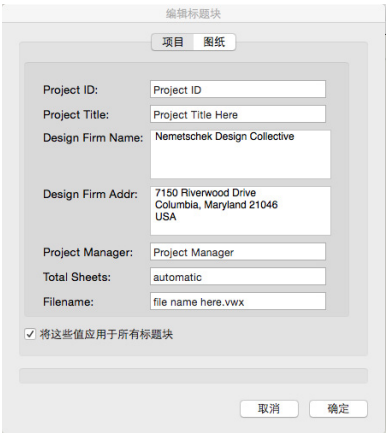 编辑标题块
项目 图纸
Project ID: Project ID
Project Title: Project Title Here
Design Firm Name: Nemetschek Design Collective
Design Firm Addr: 7150 Riverwood Drive
Columbia, Maryland 21046
USA
Project Manager: Project Manager
Total Sheets: automatic
Filename: file name here.vwx
将这些值应用于所有标题块
取消 确定